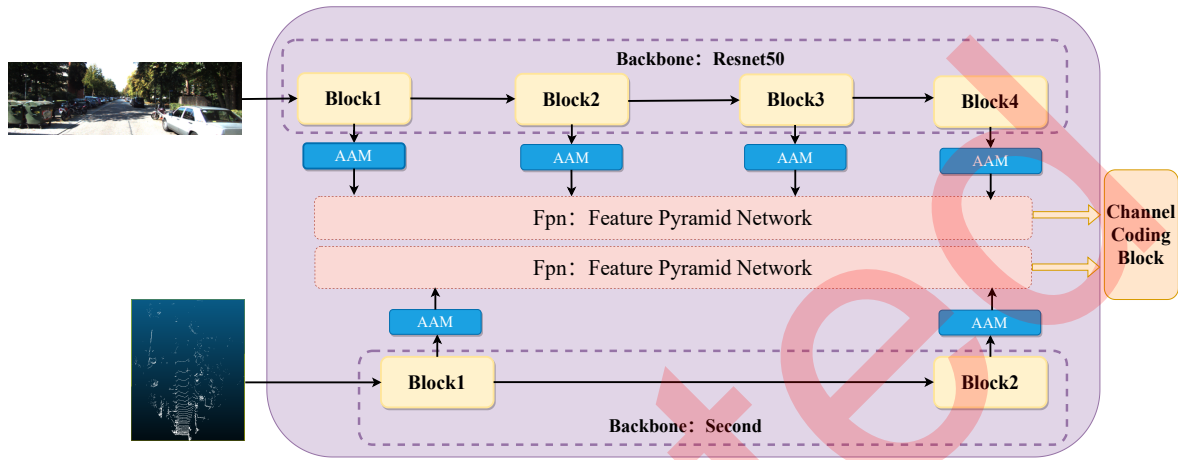 Backbone：Resnet50
Block1
Block2
Block3
Block4
AAM
AAM
AAM
AAM
Fpn：Feature Pyramid Network
Fpn：Feature Pyramid Network
Channel
Coding
Block
AAM
AAM
Block1
Block2
Backbone：Second
ted